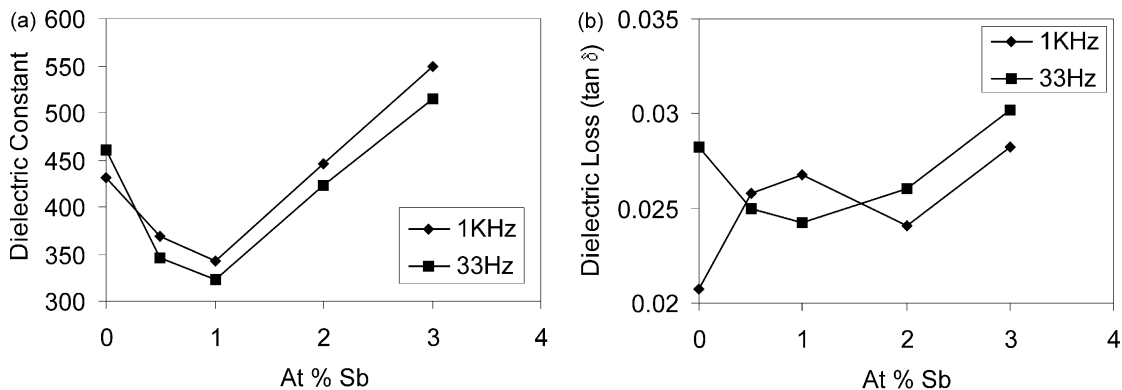 (a)
600
550
500
450
400
350
300
Dielectric Constant
1KHz
33Hz
0 1 2 3 4
At % Sb
(b)
0.035
0.03
0.025
0.02
Dielectric Loss (tan δ)
1KHz
33Hz
0 1 2 3 4
At % Sb